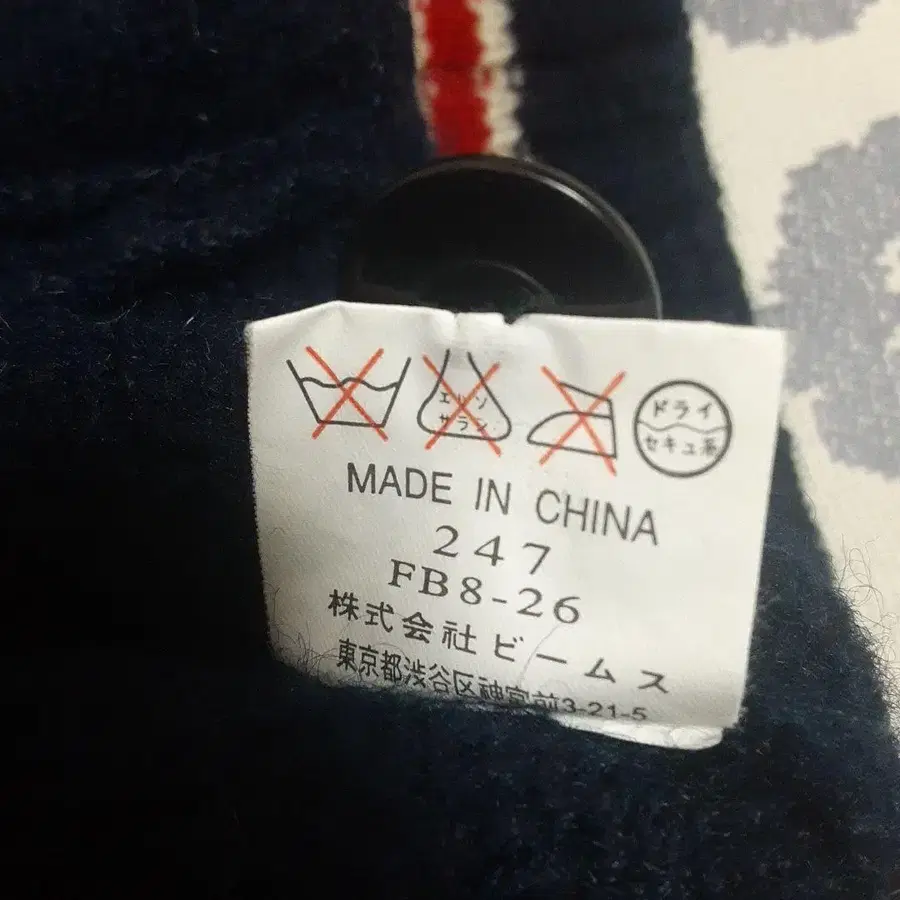 エンソ
サラシ
ドライ
セキユ系
MADE IN CHINA
247
FB8-26
株式会社ビームス
東京都渋谷区神宮前3-21-5